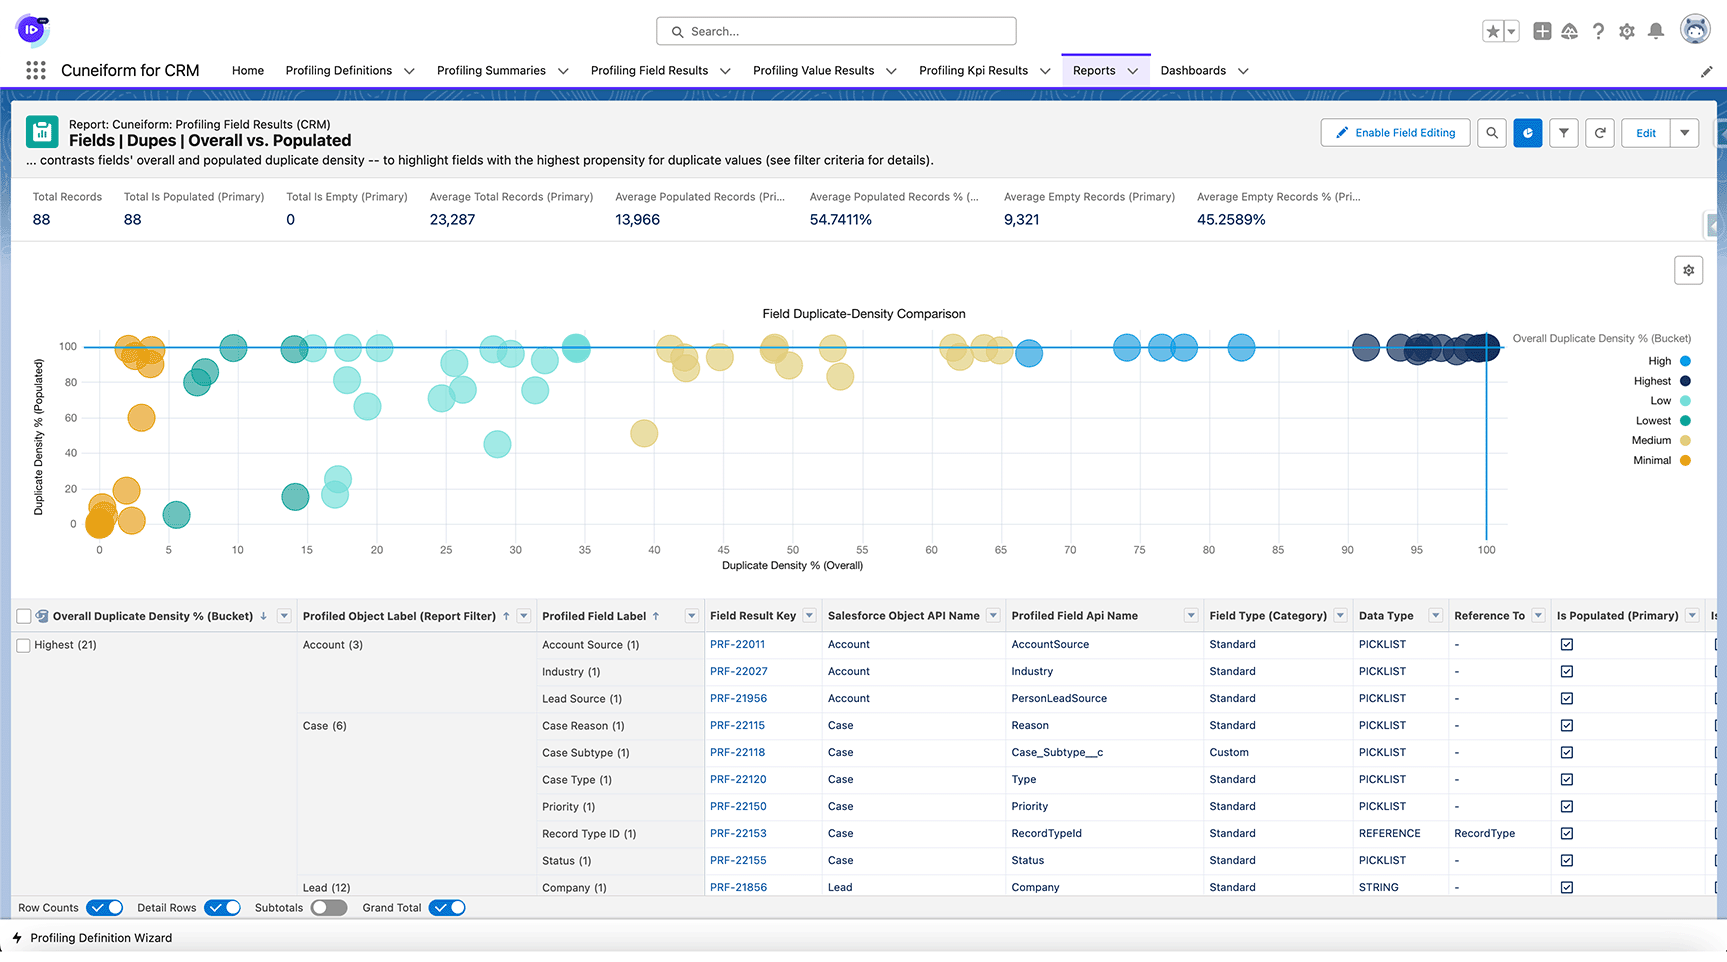 ID
Search...
Cuneiform for CRM
Home
Profiling Definitions
Profiling Summaries
Profiling Field Results
Profiling Value Results
Profiling Kpi Results
Reports
Dashboards
Report: Cuneiform: Profiling Field Results (CRM)
Fields | Dupes | Overall vs. Populated
... contrasts fields' overall and populated duplicate density -- to highlight fields with the highest propensity for duplicate values (see filter criteria for details).
Enable Field Editing
Edit
Total Records
88
Total Is Populated (Primary)
88
Total Is Empty (Primary)
0
Average Total Records (Primary)
23,287
Average Populated Records (Pri...
13,966
Average Populated Records % (...
54.7411%
Average Empty Records (Primary)
9,321
Average Empty Records % (Pri...
45.2589%
Field Duplicate-Density Comparison
Duplicate Density % (Populated)
100
80
60
40
20
0
0 5 10 15 20 25 30 35 40 45 50 55 60 65 70 75 80 85 90 95 100
Duplicate Density % (Overall)
Overall Duplicate Density % (Bucket)
High
Highest
Low
Lowest
Medium
Minimal
Overall Duplicate Density % (Bucket) ↓ Profiled Object Label (Report Filter) ↑ Profiled Field Label ↑ Field Result Key Salesforce Object API Name Profiled Field Api Name Field Type (Category) Data Type Reference To Is Populated (Primary) Is
Highest (21) Account (3) Account Source (1) PRF-22011 Account AccountSource Standard PICKLIST -
Industry (1) PRF-22027 Account Industry Standard PICKLIST -
Lead Source (1) PRF-21956 Account PersonLeadSource Standard PICKLIST -
Case (6) Case Reason (1) PRF-22115 Case Reason Standard PICKLIST -
Case Subtype (1) PRF-22118 Case Case_Subtype__c Custom PICKLIST -
Case Type (1) PRF-22120 Case Type Standard PICKLIST -
Priority (1) PRF-22150 Case Priority Standard PICKLIST -
Record Type ID (1) PRF-22153 Case RecordTypeId Standard REFERENCE RecordType
Status (1) PRF-22155 Case Status Standard PICKLIST -
Lead (12) Company (1) PRF-21856 Lead Company Standard STRING -
Row Counts Detail Rows Subtotals Grand Total
Profiling Definition Wizard